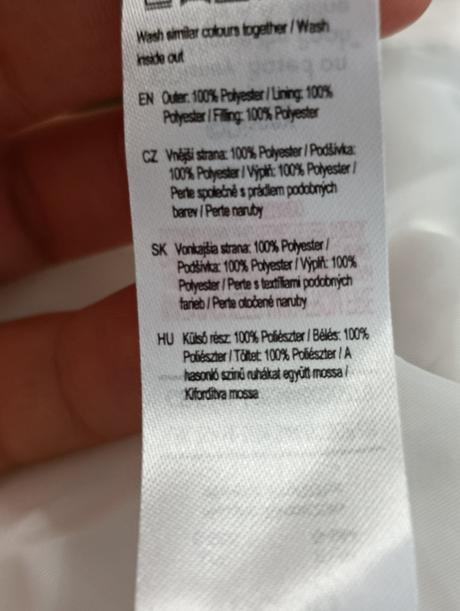 Wash similar colours together / Wash
inside out
EN Outer: 100% Polyester / Lining: 100%
Polyester / Filling: 100% Polyester
CZ Vnější strana: 100% Polyester / Podšívka:
100% Polyester / Výplň: 100% Polyester /
Perte společně s prádlem podobných
barev / Perte naruby
SK Vonkajšia strana: 100% Polyester /
Podšívka: 100% Polyester / Výplň: 100%
Polyester / Perte s textíliami podobných
farieb / Perte otočené naruby
HU Külső rész: 100% Poliészter / Bélés: 100%
Poliészter / Töltet: 100% Poliészter / A
hasonló színű ruhákat együtt mossa /
Kifordítva mossa